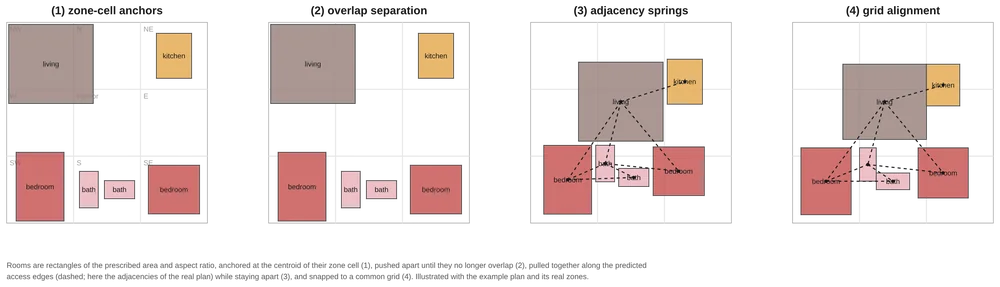 (1) zone-cell anchors
(2) overlap separation
(3) adjacency springs
(4) grid alignment
N
NE
living
kitchen
E
SW
S
SE
bedroom
bath
bath
bedroom
living
kitchen
bedroom
bath
bath
bedroom
living
kitchen
bedroom
bath
bath
bedroom
living
kitchen
bedroom
bath
bedroom
Rooms are rectangles of the prescribed area and aspect ratio, anchored at the centroid of their zone cell (1), pushed apart until they no longer overlap (2), pulled together along the predicted
access edges (dashed; here the adjacencies of the real plan) while staying apart (3), and snapped to a common grid (4). Illustrated with the example plan and its real zones.